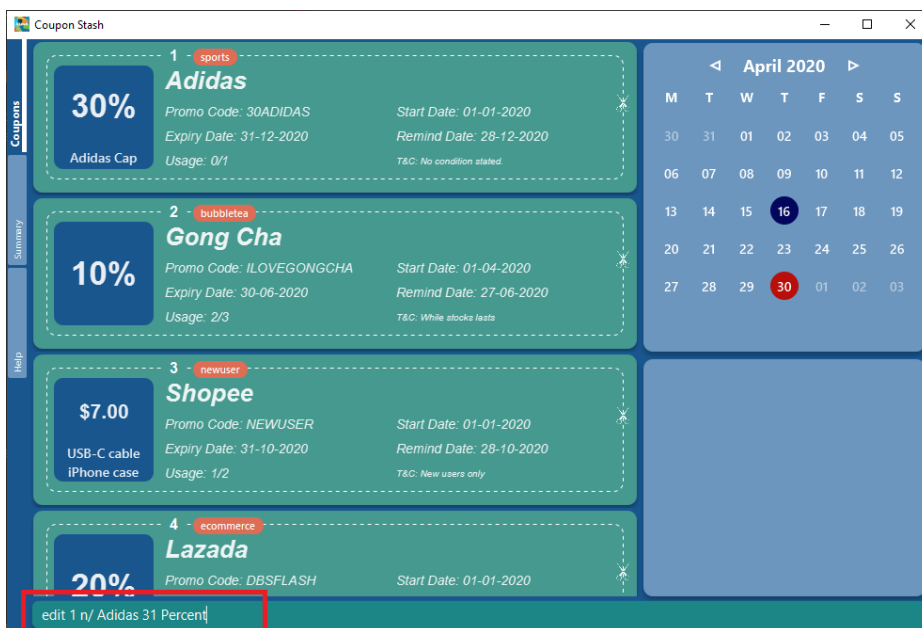 Coupon Stash
Coupons
Summary
Help
1 - sports
Adidas
30%
Adidas Cap
Promo Code: 30ADIDAS
Start Date: 01-01-2020
Expiry Date: 31-12-2020
Remind Date: 28-12-2020
Usage: 0/1
T&C: No condition stated.
2 - bubbletea
Gong Cha
10%
Promo Code: ILOVEGONGCHA
Start Date: 01-04-2020
Expiry Date: 30-06-2020
Remind Date: 27-06-2020
Usage: 2/3
T&C: While stocks lasts
3 - newuser
Shopee
$7.00
USB-C cable
iPhone case
Promo Code: NEWUSER
Start Date: 01-01-2020
Expiry Date: 31-10-2020
Remind Date: 28-10-2020
Usage: 1/2
T&C: New users only
4 - ecommerce
Lazada
20%
Promo Code: DBSFLASH
Start Date: 01-01-2020
edit 1 n/ Adidas 31 Percent
April 2020
M T W T F S S
30 31 01 02 03 04 05
06 07 08 09 10 11 12
13 14 15 16 17 18 19
20 21 22 23 24 25 26
27 28 29 30 01 02 03